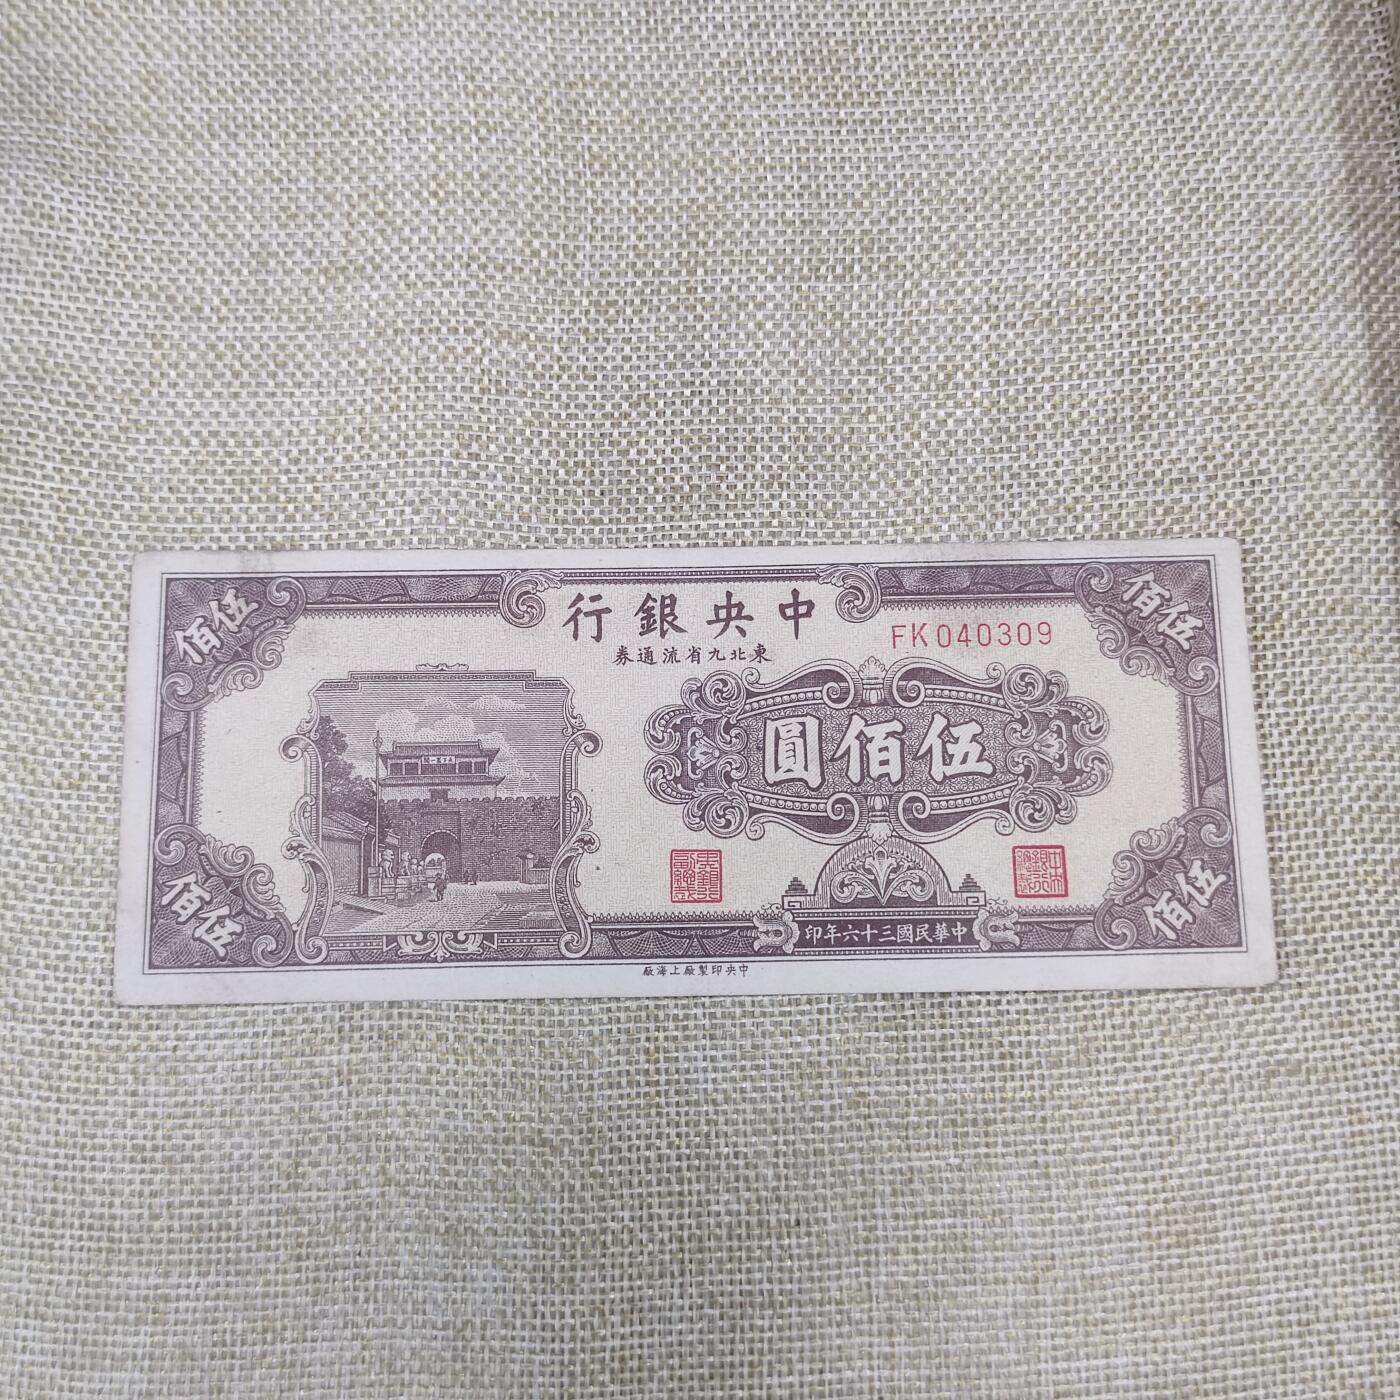 中央銀行
東北九省流通券
FK040309
伍佰圓
伍佰
伍佰
伍佰
伍佰
中華民國三十六年印
中央印製廠上海廠